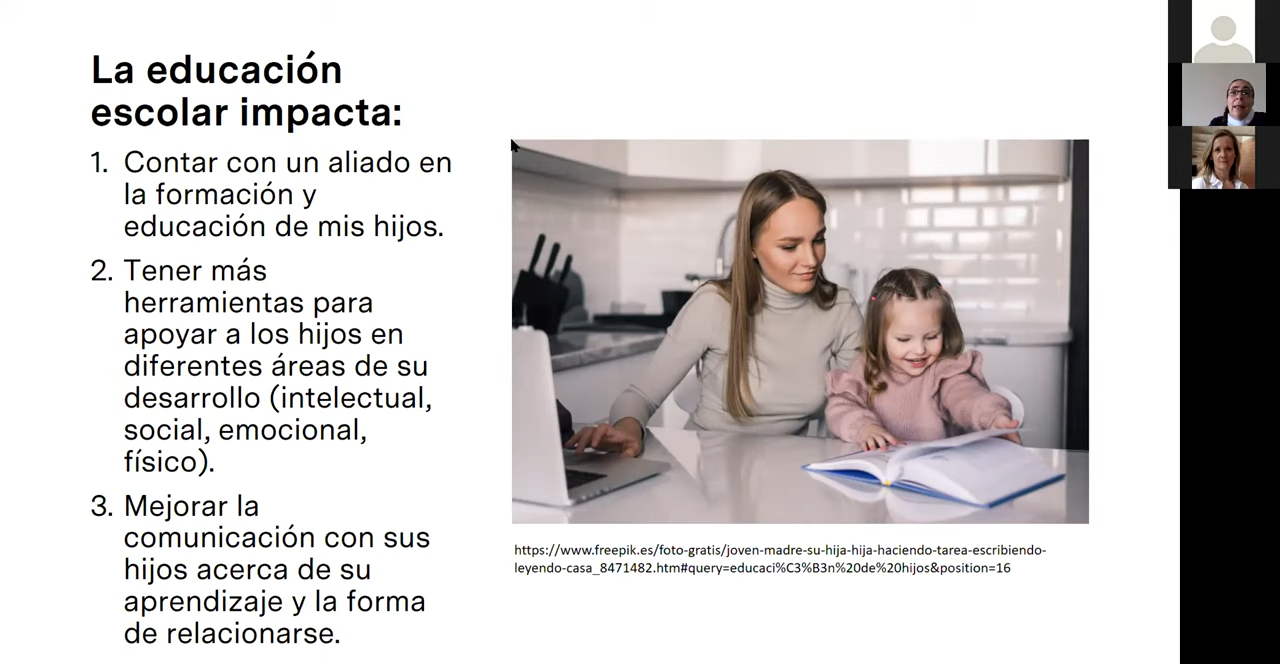 La educación
escolar impacta:
1. Contar con un aliado en
la formación y
educación de mis hijos.
2. Tener más
herramientas para
apoyar a los hijos en
diferentes áreas de su
desarrollo (intelectual,
social, emocional,
físico).
3. Mejorar la
comunicación con sus
hijos acerca de su
aprendizaje y la forma
de relacionarse.
https://www.freepik.es/foto-gratis/joven-madre-su-hija-hija-haciendo-tarea-escribiendo-
leyendo-casa_8471482.htm#query=educaci%C3%B3n%20de%20hijos&position=16